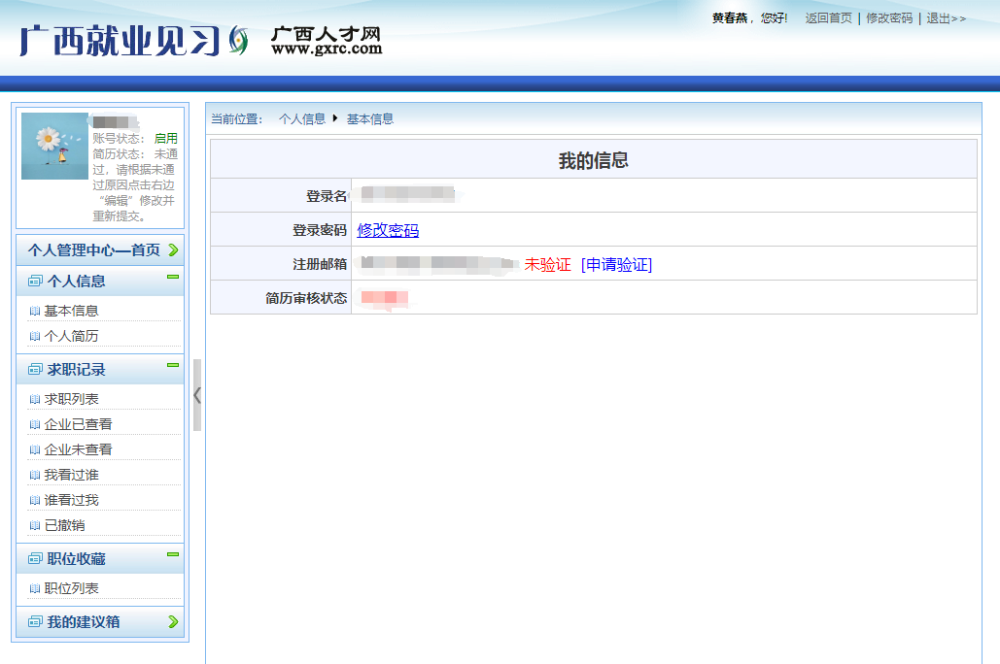 广西就业见习 广西人才网
www.gxrc.com
黄春燕，您好! 返回首页 | 修改密码 | 退出>>
账号状态： 启用
简历状态： 未通
过，请根据未通
过原因点击右边
“编辑”修改并
重新提交。
个人管理中心—首页
个人信息
基本信息
个人简历
求职记录
求职列表
企业已查看
企业未查看
我看过谁
谁看过我
已撤销
职位收藏
职位列表
我的建议箱
当前位置： 个人信息 基本信息
我的信息
登录名
登录密码 修改密码
注册邮箱 未验证 [申请验证]
简历审核状态